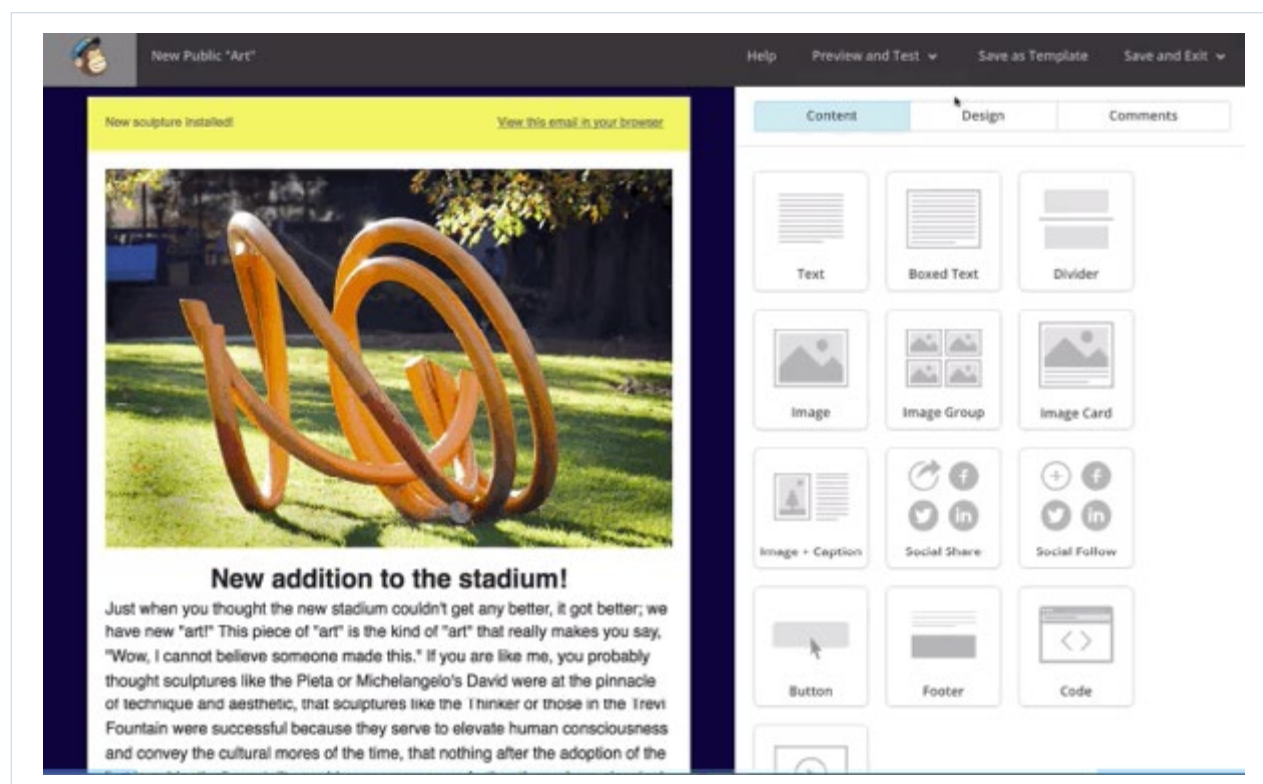 New Public "Art"
Help Preview and Test Save as Template Save and Exit
New sculpture installed!
View this email in your browser
Content Design Comments
Text Boxed Text Divider
Image Image Group Image Card
Image + Caption Social Share Social Follow
Button Footer Code
New addition to the stadium!
Just when you thought the new stadium couldn't get any better, it got better; we
have new "art!" This piece of "art" is the kind of "art" that really makes you say,
"Wow, I cannot believe someone made this." If you are like me, you probably
thought sculptures like the Pieta or Michelangelo's David were at the pinnacle
of technique and aesthetic, that sculptures like the Thinker or those in the Trevi
Fountain were successful because they serve to elevate human consciousness
and convey the cultural mores of the time, that nothing after the adoption of the